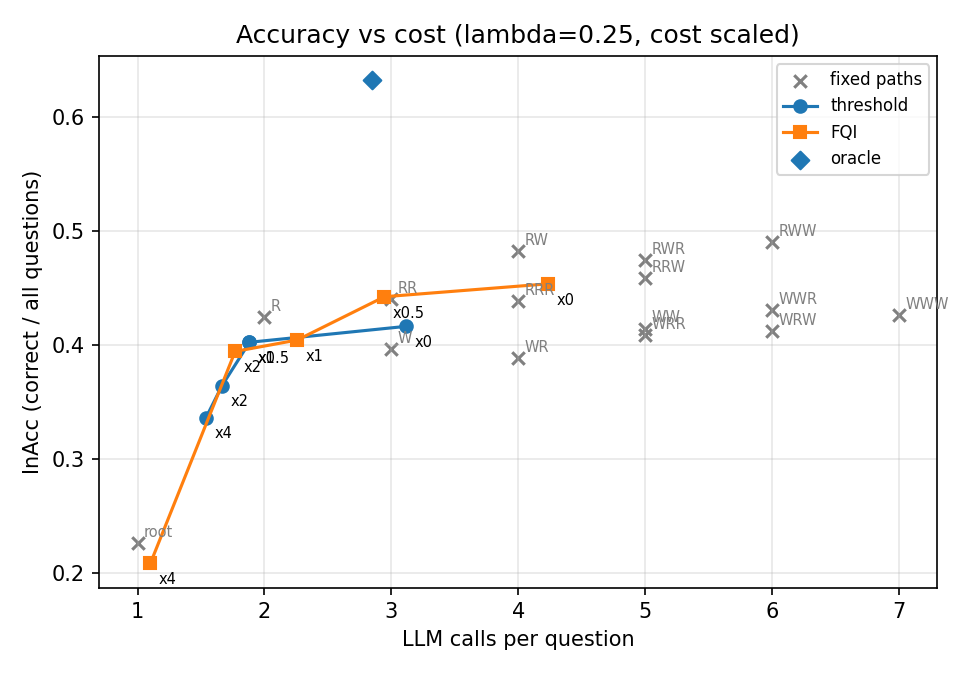 Accuracy vs cost (lambda=0.25, cost scaled)
lnAcc (correct / all questions)
0.6
0.5
0.4
0.3
0.2
fixed paths
threshold
FQI
oracle
RWW
RW
RWR
RRW
RR
RRR
R
WWR
WWW
WW
WRR
WRW
W
WR
root
x0.5
x0
x0
x1
x2
x0.5
x2
x4
x4
1
2
3
4
5
6
7
LLM calls per question